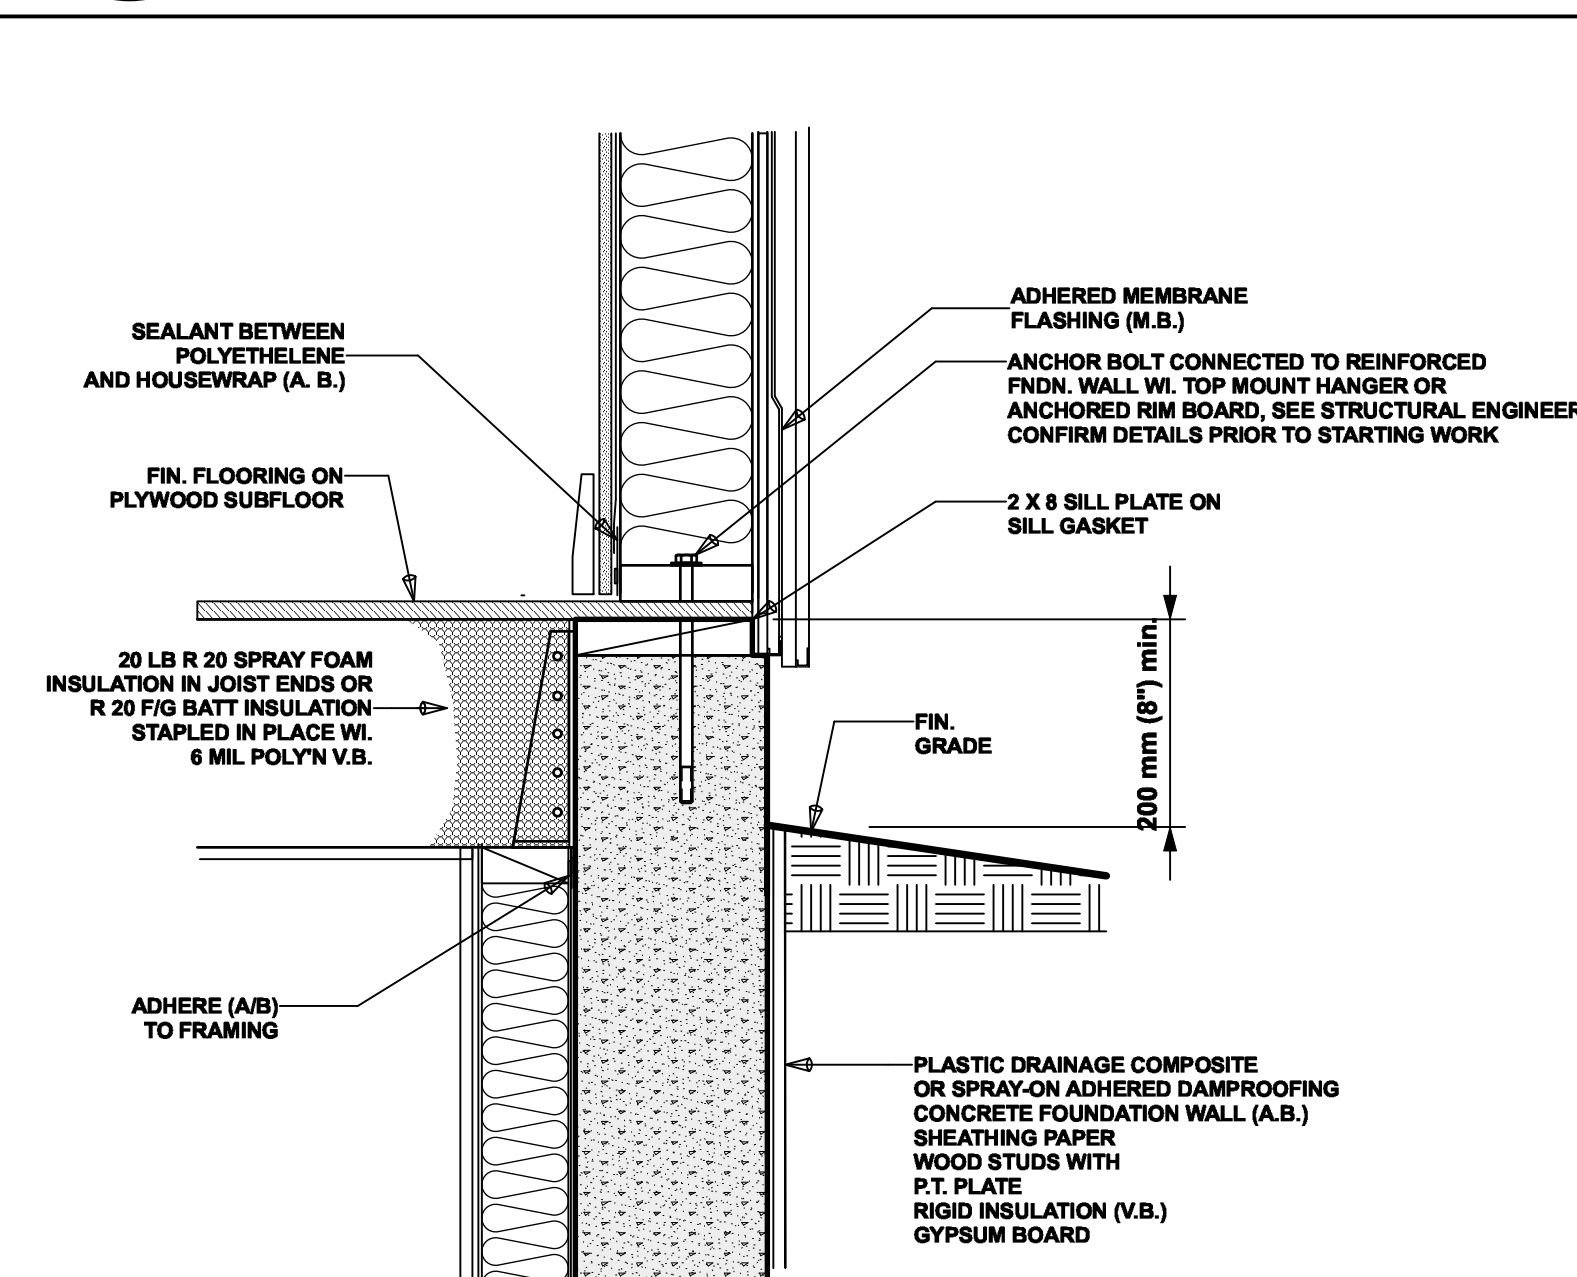 SEALANT BETWEEN
POLYETHELENE
AND HOUSEWRAP (A. B.)
FIN. FLOORING ON
PLYWOOD SUBFLOOR
20 LB R 20 SPRAY FOAM
INSULATION IN JOIST ENDS OR
R 20 F/G BATT INSULATION
STAPLED IN PLACE WI.
6 MIL POLY'N V.B.
ADHERE (A/B)
TO FRAMING
ADHERED MEMBRANE
FLASHING (M.B.)
ANCHOR BOLT CONNECTED TO REINFORCED
FNDN. WALL WI. TOP MOUNT HANGER OR
ANCHORED RIM BOARD, SEE STRUCTURAL ENGINEER
CONFIRM DETAILS PRIOR TO STARTING WORK
2 X 8 SILL PLATE ON
SILL GASKET
200 mm (8") min.
FIN.
GRADE
PLASTIC DRAINAGE COMPOSITE
OR SPRAY-ON ADHERED DAMPROOFING
CONCRETE FOUNDATION WALL (A.B.)
SHEATHING PAPER
WOOD STUDS WITH
P.T. PLATE
RIGID INSULATION (V.B.)
GYPSUM BOARD